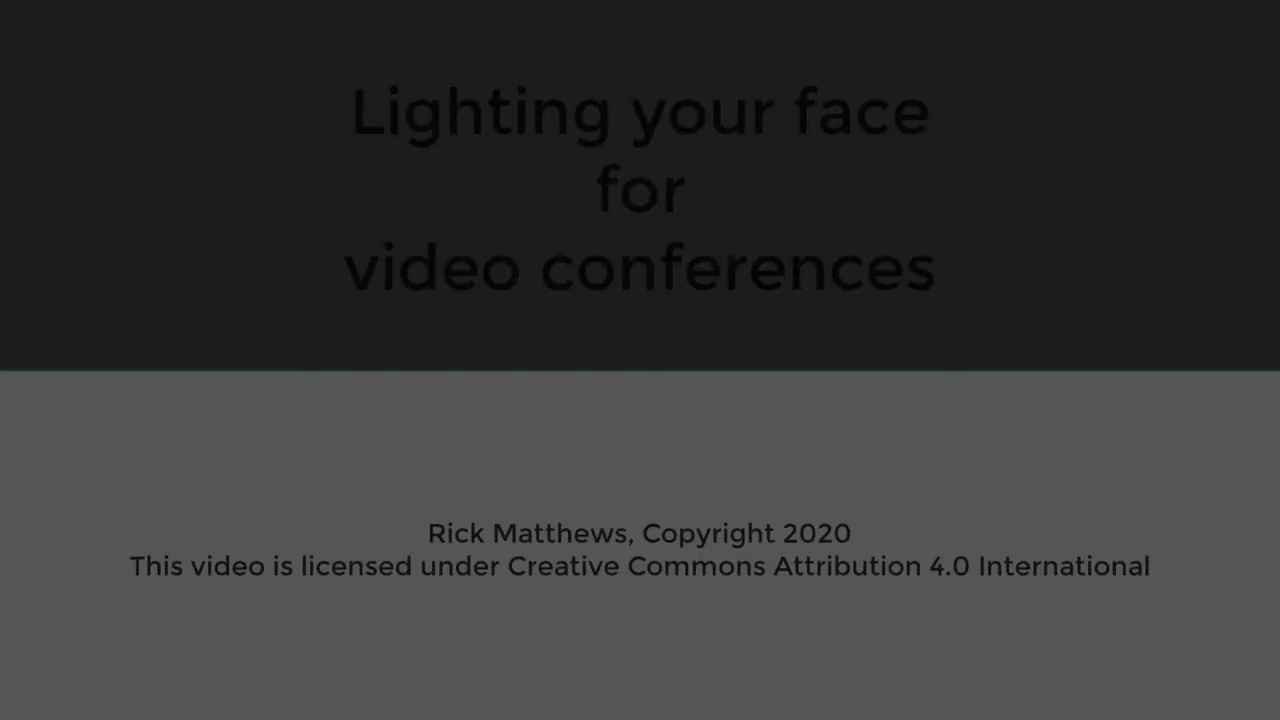 Lighting your face
for
video conferences
Rick Matthews, Copyright 2020
This video is licensed under Creative Commons Attribution 4.0 International